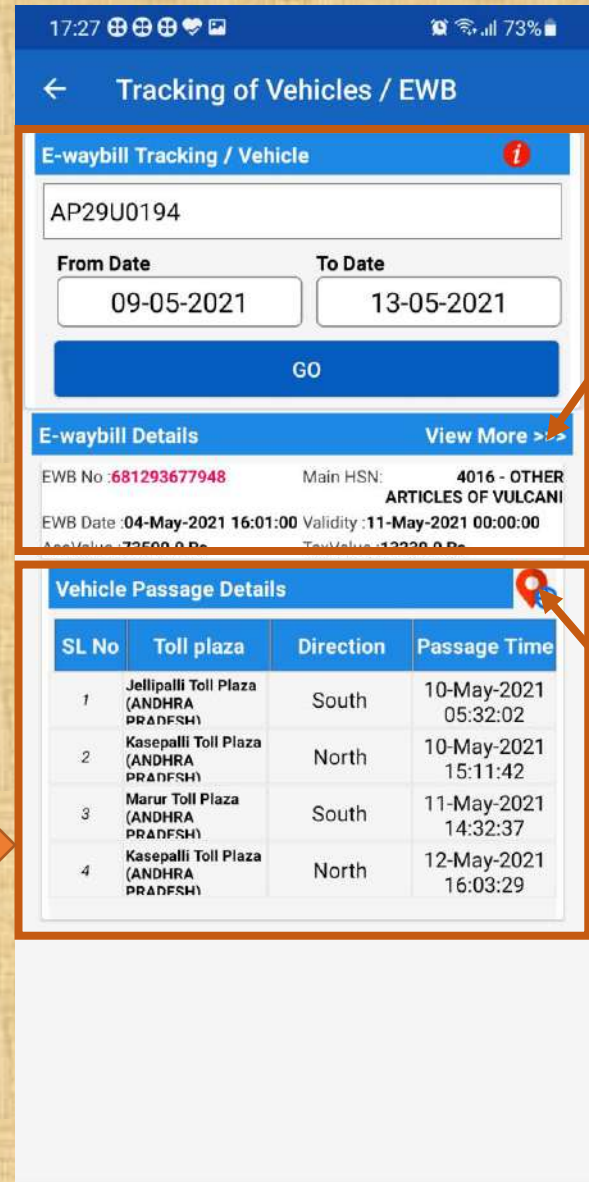 17:27 73%
Tracking of Vehicles / EWB
E-waybill Tracking / Vehicle i
AP29U0194
From Date To Date
09-05-2021 13-05-2021
GO
E-waybill Details View More >>>
EWB No :681293677948 Main HSN: 4016 - OTHER
ARTICLES OF VULCANI
EWB Date :04-May-2021 16:01:00 Validity :11-May-2021 00:00:00
Vehicle Passage Details
SL No Toll plaza Direction Passage Time
1 Jellipalli Toll Plaza (ANDHRA PRADESH) South 10-May-2021 05:32:02
2 Kasepalli Toll Plaza (ANDHRA PRADESH) North 10-May-2021 15:11:42
3 Marur Toll Plaza (ANDHRA PRADESH) South 11-May-2021 14:32:37
4 Kasepalli Toll Plaza (ANDHRA PRADESH) North 12-May-2021 16:03:29